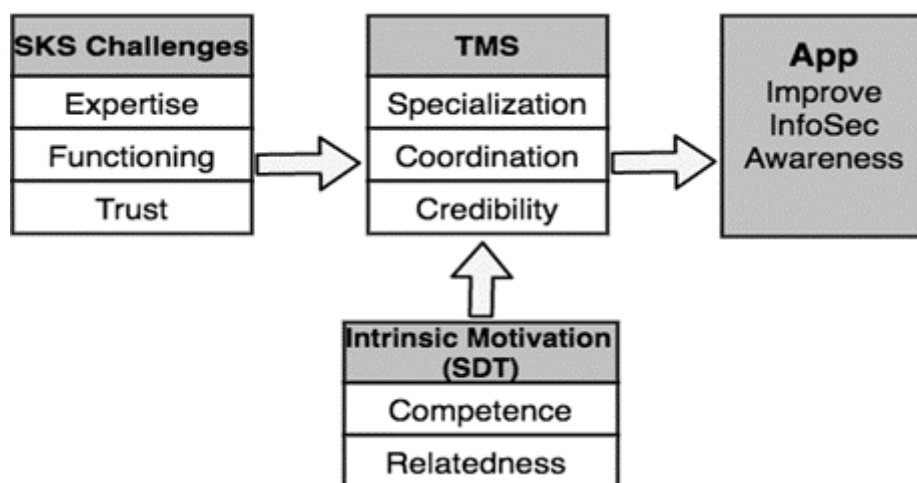 SKS Challenges
Expertise
Functioning
Trust
TMS
Specialization
Coordination
Credibility
App
Improve
InfoSec
Awareness
Intrinsic Motivation
(SDT)
Competence
Relatedness